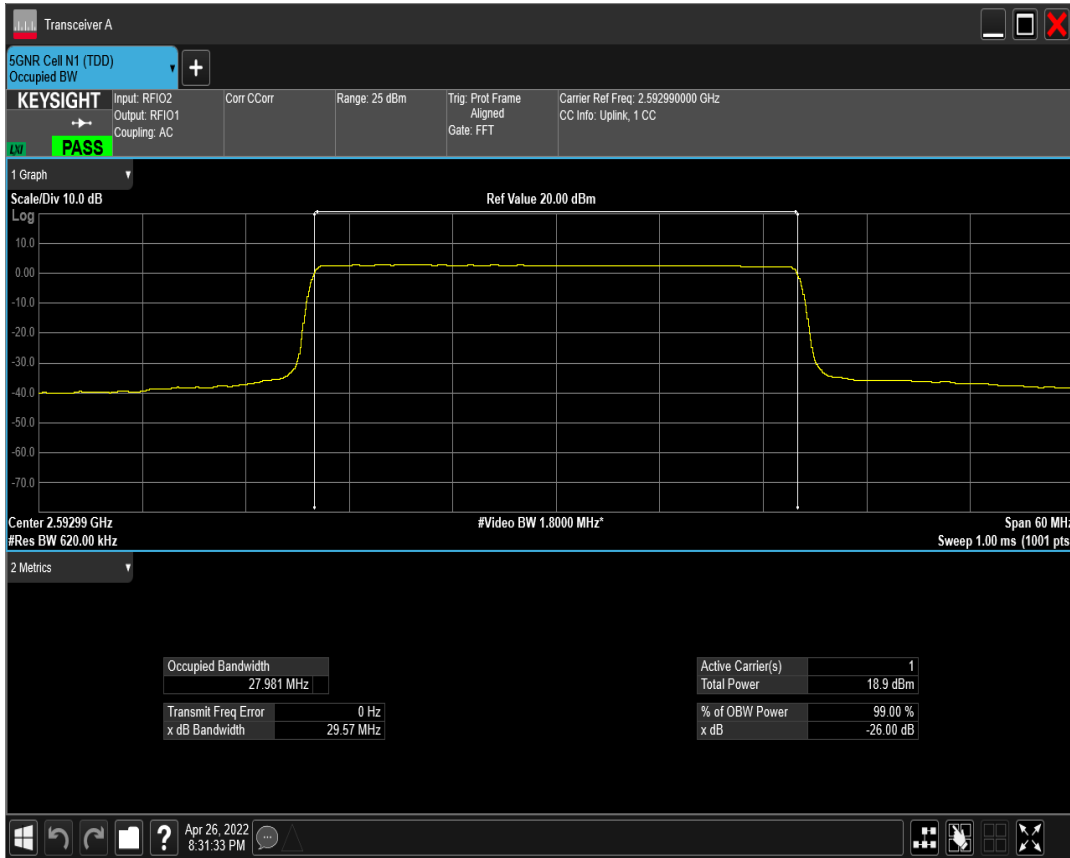 Transceiver A
5GNR Cell N1 (TDD)
Occupied BW
+
KEYSIGHT
LXI
PASS
Input: RFIO2
Output: RFIO1
Coupling: AC
Corr CCorr
Range: 25 dBm
Trig: Prot Frame
Aligned
Gate: FFT
Carrier Ref Freq: 2.592990000 GHz
CC Info: Uplink, 1 CC
1 Graph
Scale/Div 10.0 dB
Ref Value 20.00 dBm
Log
10.0
0.00
-10.0
-20.0
-30.0
-40.0
-50.0
-60.0
-70.0
Center 2.59299 GHz
#Video BW 1.8000 MHz*
Span 60 MHz
#Res BW 620.00 kHz
Sweep 1.00 ms (1001 pts
2 Metrics
Occupied Bandwidth
27.981 MHz
Transmit Freq Error 0 Hz
x dB Bandwidth 29.57 MHz
Active Carrier(s) 1
Total Power 18.9 dBm
% of OBW Power 99.00 %
x dB -26.00 dB
?
Apr 26, 2022
8:31:33 PM